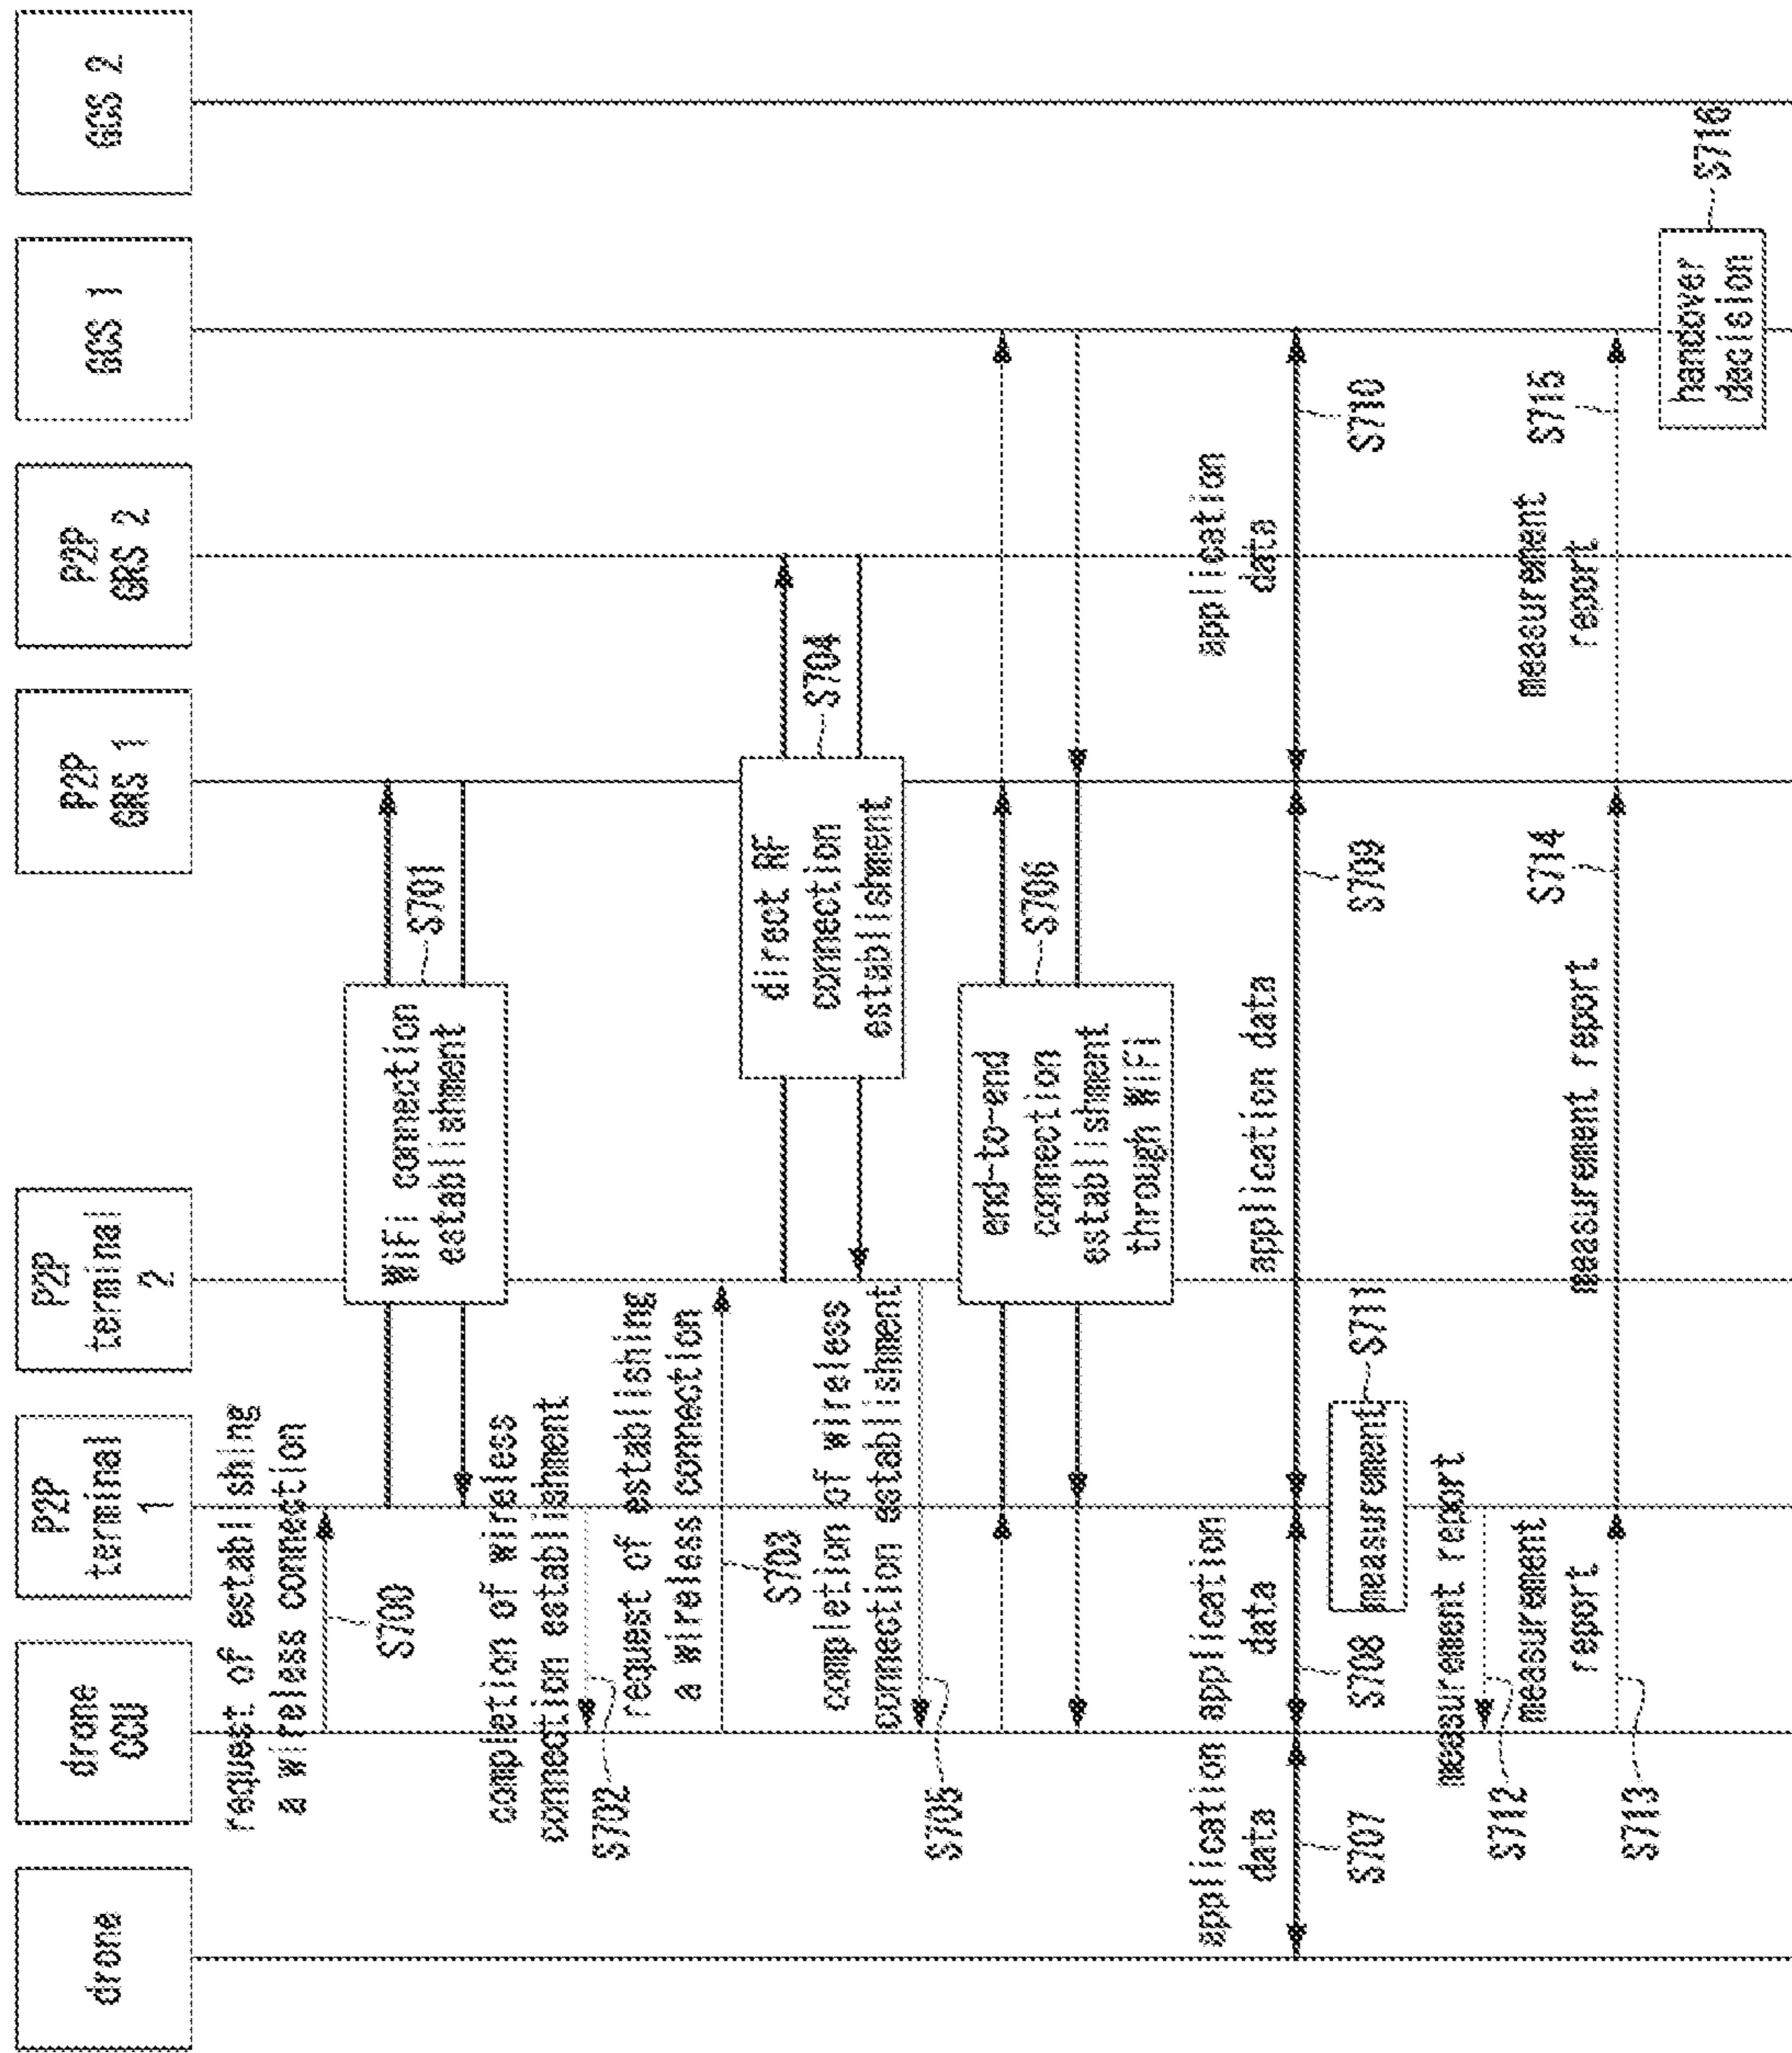 drone
drone
CCU
P2P
terminal
1
P2P
terminal
2
P2P
GRS 1
P2P
GRS 2
GCS 1
GCS 2
request of establishing
a wireless connection
S700
WiFi connection
establishment
S701
completion of wireless
connection establishment
S702
request of establishing
a wireless connection
S703
direct RF
connection
establishment
S704
completion of wireless
connection establishment
S705
end-to-end
connection
establishment
through WiFi
S706
application
data
S707
application
data
S708
application data
S709
application
data
S710
measurement
S711
measurement report
S712
measurement
report
S713
measurement report
S714
measurement
report
S715
handover
decision
S716